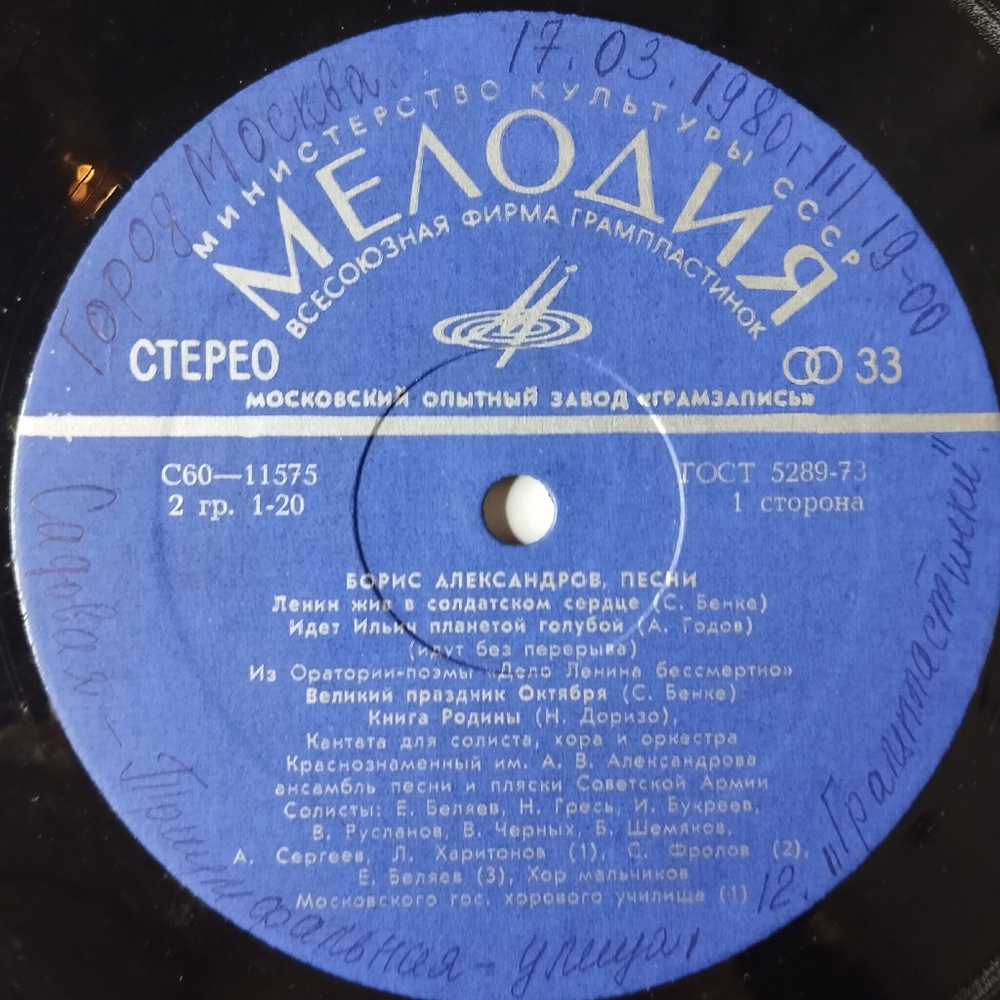 Город Москва. 17.03.1980 г III 19-00
МИНИСТЕРСТВО КУЛЬТУРЫ СССР
МЕЛОДИЯ
ВСЕСОЮЗНАЯ ФИРМА ГРАМПЛАСТИНОК
СТЕРЕО
33
МОСКОВСКИЙ ОПЫТНЫЙ ЗАВОД «ГРАМЗАПИСЬ»
С60—11575
ГОСТ 5289-73
2 гр. 1-20
1 сторона
БОРИС АЛЕКСАНДРОВ, ПЕСНИ
Ленин жив в солдатском сердце (С. Бенке)
Идет Ильич планетой голубой (А. Годов)
(идут без перерыва)
Из Оратории-поэмы «Дело Ленина бессмертно»
Великий праздник Октября (С. Бенке)
Книга Родины (Н. Доризо),
Кантата для солиста, хора и оркестра
Краснознаменный им. А. В. Александрова
ансамбль песни и пляски Советской Армии
Солисты: Е. Беляев, Н. Гресь, И. Букреев,
В. Русланов, В. Черных, Б. Шемяков,
А. Сергеев, Л. Харитонов (1), С. Фролов (2),
Е. Беляев (3), Хор мальчиков
Московского гос. хорового училища (1)
Садовая - Триумфальная - улица,
12. "Грампластинки".